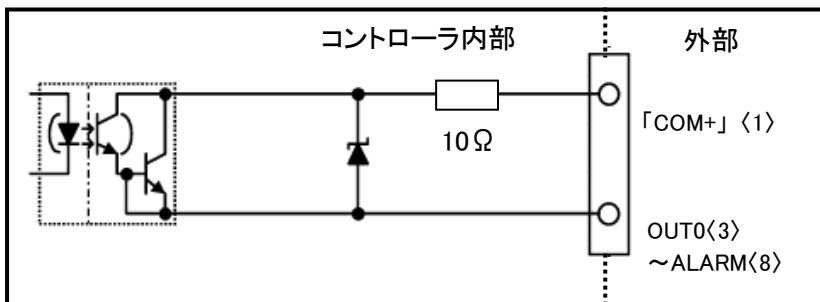 コントローラ内部
外部
10Ω
「COM+」〈1〉
OUT0〈3〉
～ALARM〈8〉